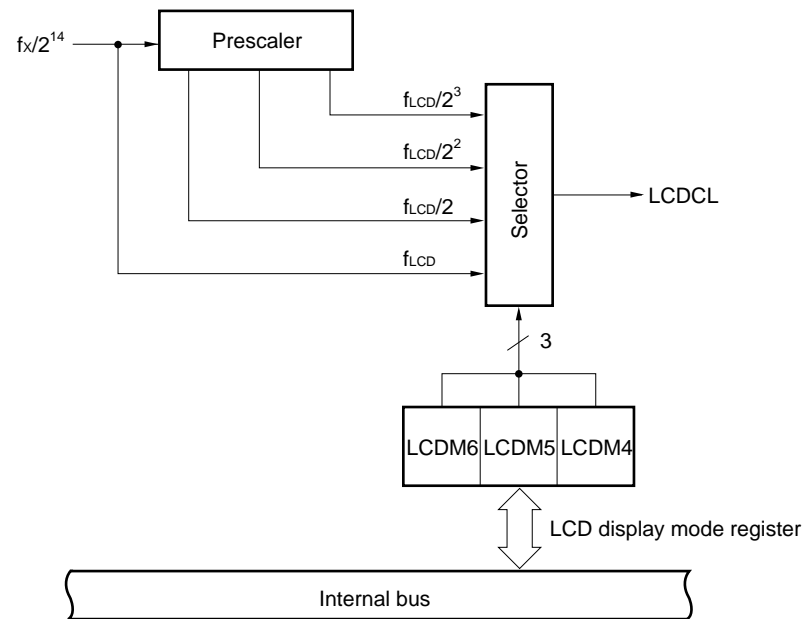 Prescaler
fX/2^14
fLCD/2^3
fLCD/2^2
fLCD/2
fLCD
Selector
LCDCL
3
LCDM6 LCDM5 LCDM4
LCD display mode register
Internal bus